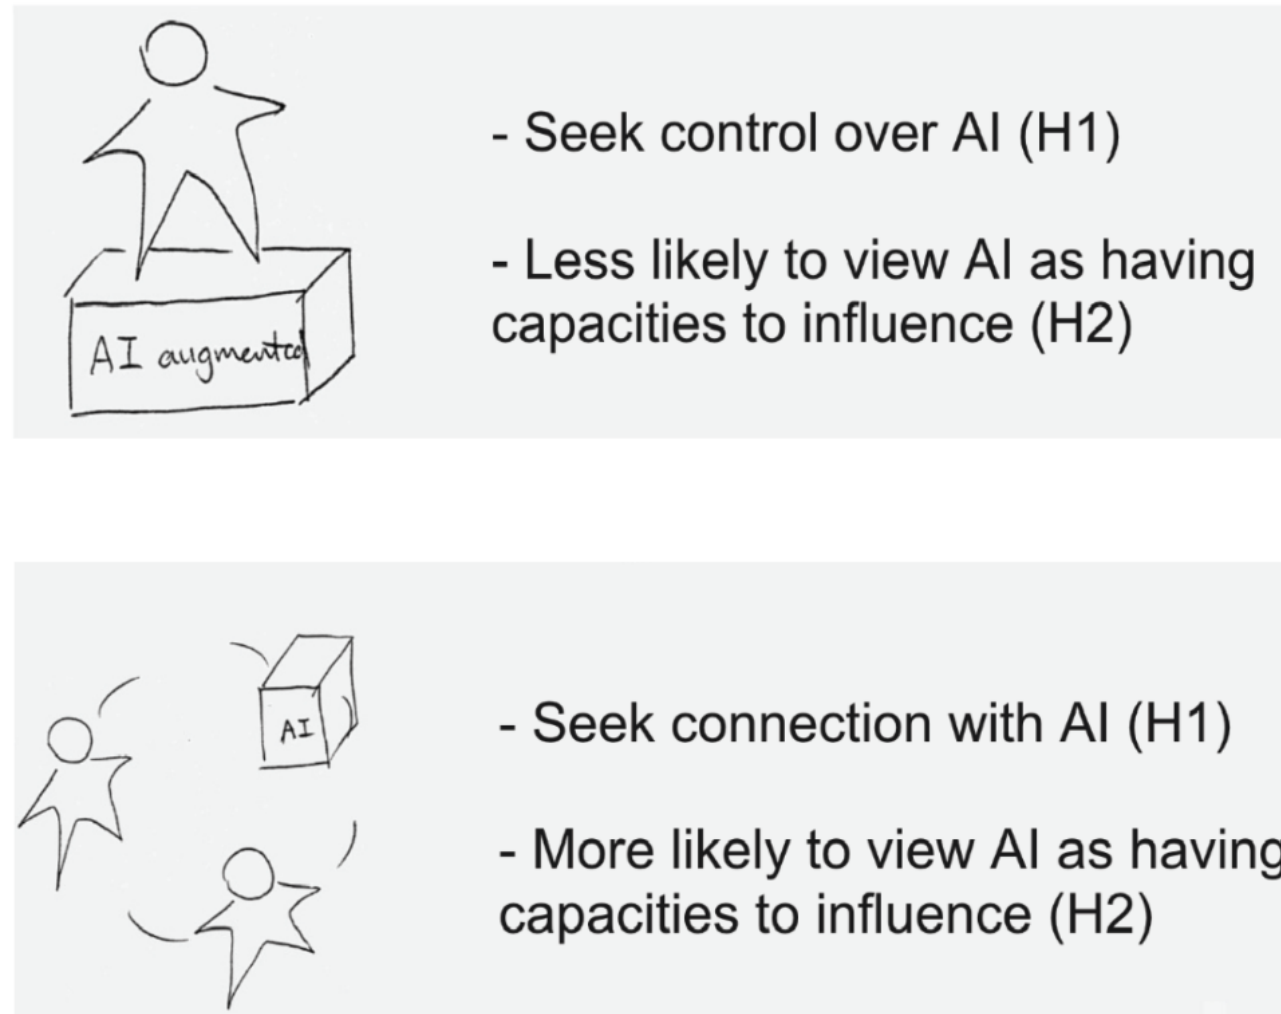 AI augmented
- Seek control over AI (H1)
- Less likely to view AI as having
capacities to influence (H2)
AI
- Seek connection with AI (H1)
- More likely to view AI as having
capacities to influence (H2)